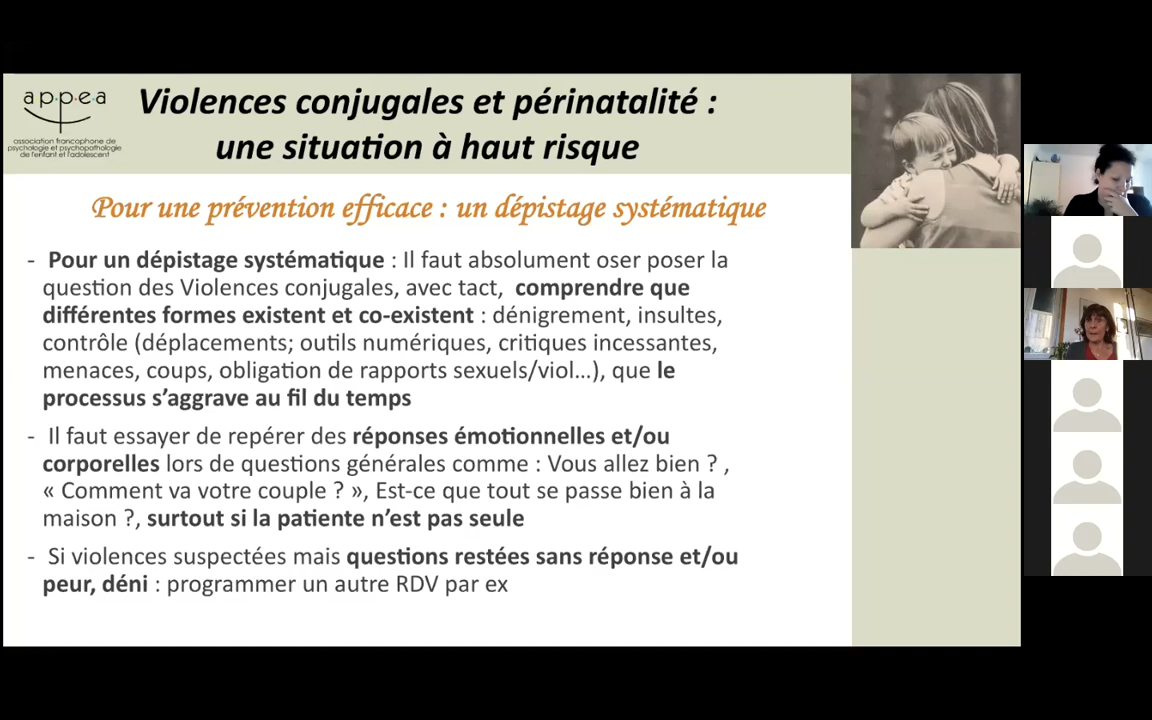 a·p·p·e·a
association francophone de
psychologie et psychopathologie
de l'enfant et l'adolescent
Violences conjugales et périnatalité :
une situation à haut risque
Pour une prévention efficace : un dépistage systématique
- Pour un dépistage systématique : Il faut absolument oser poser la
question des Violences conjugales, avec tact, comprendre que
différentes formes existent et co-existent : dénigrement, insultes,
contrôle (déplacements; outils numériques, critiques incessantes,
menaces, coups, obligation de rapports sexuels/viol…), que le
processus s’aggrave au fil du temps
- Il faut essayer de repérer des réponses émotionnelles et/ou
corporelles lors de questions générales comme : Vous allez bien ? ,
« Comment va votre couple ? », Est-ce que tout se passe bien à la
maison ?, surtout si la patiente n’est pas seule
- Si violences suspectées mais questions restées sans réponse et/ou
peur, déni : programmer un autre RDV par ex